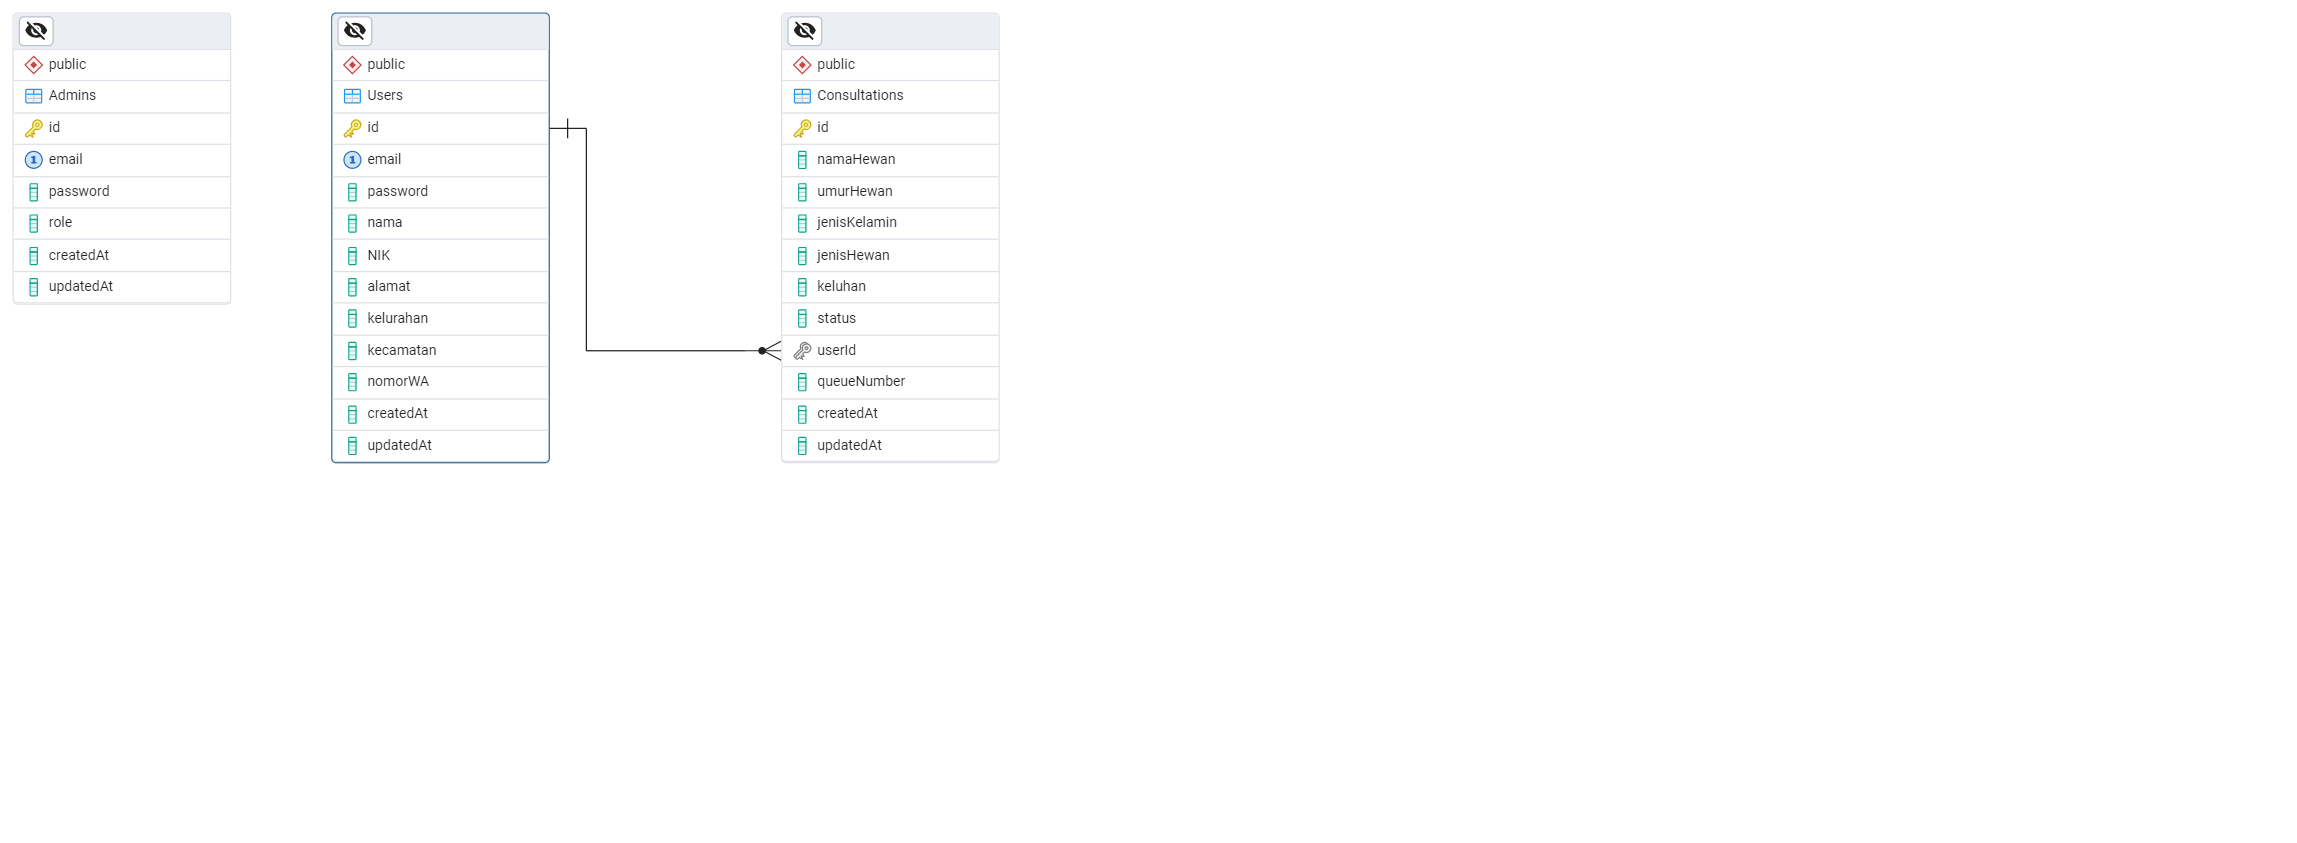 public
Admins
id
email
password
role
createdAt
updatedAt
public
Users
id
email
password
nama
NIK
alamat
kelurahan
kecamatan
nomorWA
createdAt
updatedAt
public
Consultations
id
namaHewan
umurHewan
jenisKelamin
jenisHewan
keluhan
status
userId
queueNumber
createdAt
updatedAt